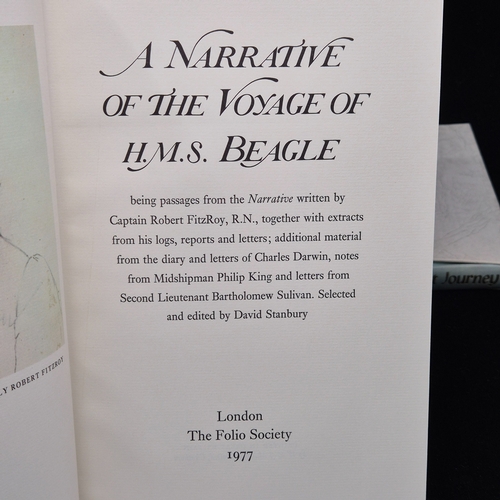 A NARRATIVE
OF THE VOYAGE OF
H.M.S. BEAGLE
being passages from the Narrative written by
Captain Robert FitzRoy, R.N., together with extracts
from his logs, reports and letters; additional material
from the diary and letters of Charles Darwin, notes
from Midshipman Philip King and letters from
Second Lieutenant Bartholomew Sulivan. Selected
and edited by David Stanbury
London
The Folio Society
1977
ROBERT FITZROY
Journey